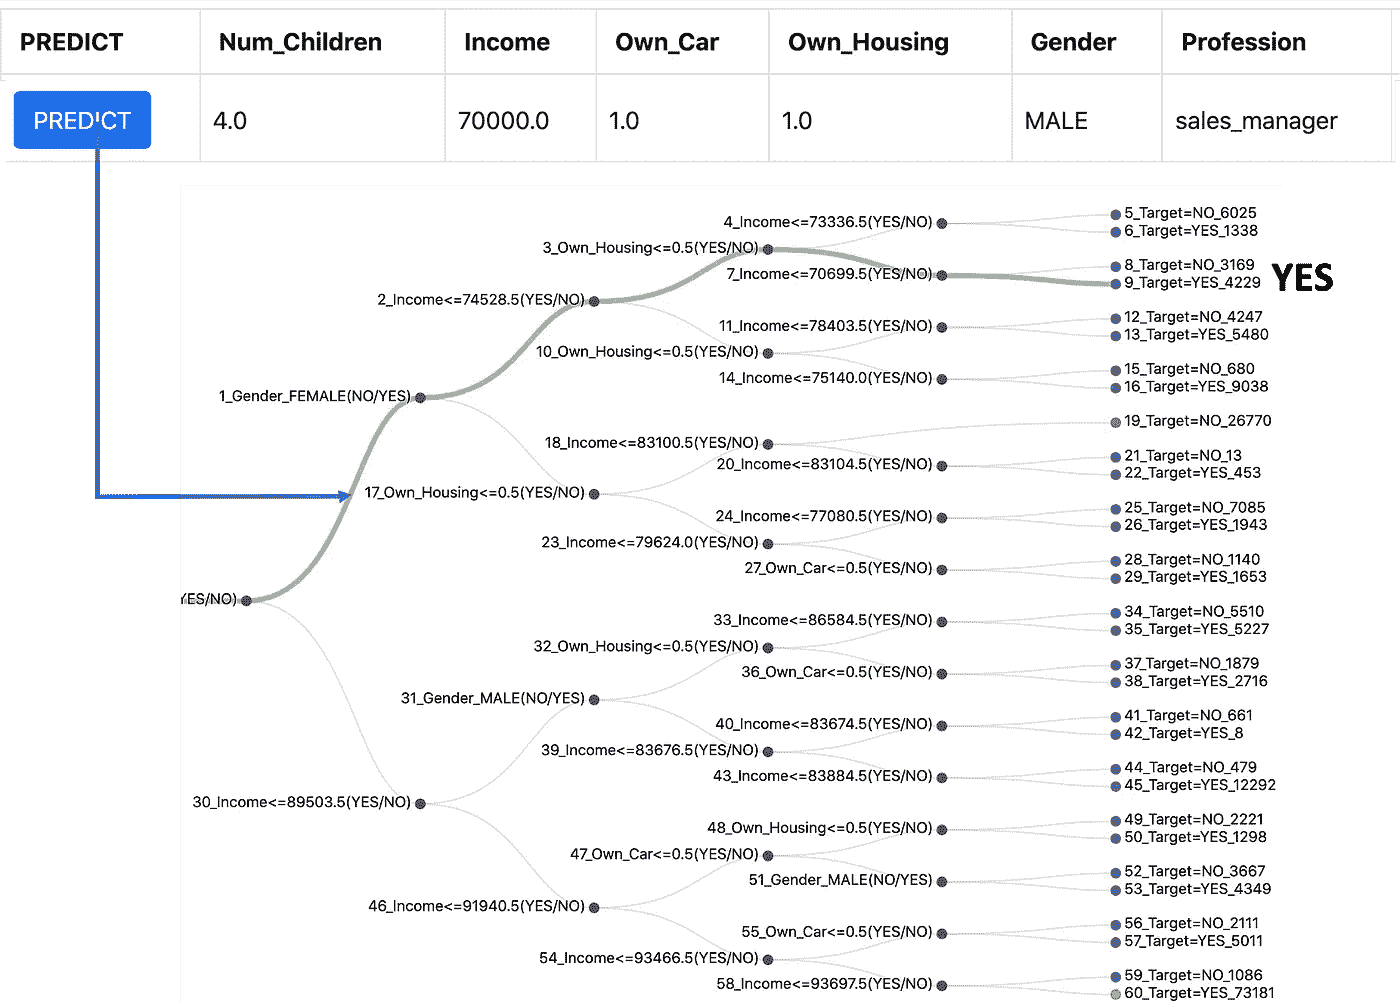 PREDICT Num_Children Income Own_Car Own_Housing Gender Profession
PREDICT 4.0 70000.0 1.0 1.0 MALE sales_manager
5_Target=NO_6025
4_Income<=73336.5(YES/NO)
6_Target=YES_1338
3_Own_Housing<=0.5(YES/NO)
8_Target=NO_3169
7_Income<=70699.5(YES/NO)
YES
9_Target=YES_4229
2_Income<=74528.5(YES/NO)
12_Target=NO_4247
11_Income<=78403.5(YES/NO)
13_Target=YES_5480
10_Own_Housing<=0.5(YES/NO)
15_Target=NO_680
14_Income<=75140.0(YES/NO)
16_Target=YES_9038
1_Gender_FEMALE(NO/YES)
19_Target=NO_26770
18_Income<=83100.5(YES/NO)
21_Target=NO_13
20_Income<=83104.5(YES/NO)
22_Target=YES_453
17_Own_Housing<=0.5(YES/NO)
25_Target=NO_7085
24_Income<=77080.5(YES/NO)
26_Target=YES_1943
23_Income<=79624.0(YES/NO)
28_Target=NO_1140
27_Own_Car<=0.5(YES/NO)
29_Target=YES_1653
YES/NO)
34_Target=NO_5510
33_Income<=86584.5(YES/NO)
35_Target=YES_5227
32_Own_Housing<=0.5(YES/NO)
37_Target=NO_1879
36_Own_Car<=0.5(YES/NO)
38_Target=YES_2716
31_Gender_MALE(NO/YES)
41_Target=NO_661
40_Income<=83674.5(YES/NO)
42_Target=YES_8
39_Income<=83676.5(YES/NO)
44_Target=NO_479
43_Income<=83884.5(YES/NO)
45_Target=YES_12292
30_Income<=89503.5(YES/NO)
49_Target=NO_2221
48_Own_Housing<=0.5(YES/NO)
50_Target=YES_1298
47_Own_Car<=0.5(YES/NO)
52_Target=NO_3667
51_Gender_MALE(NO/YES)
53_Target=YES_4349
46_Income<=91940.5(YES/NO)
56_Target=NO_2111
55_Own_Car<=0.5(YES/NO)
57_Target=YES_5011
54_Income<=93466.5(YES/NO)
59_Target=NO_1086
58_Income<=93697.5(YES/NO)
60_Target=YES_73181